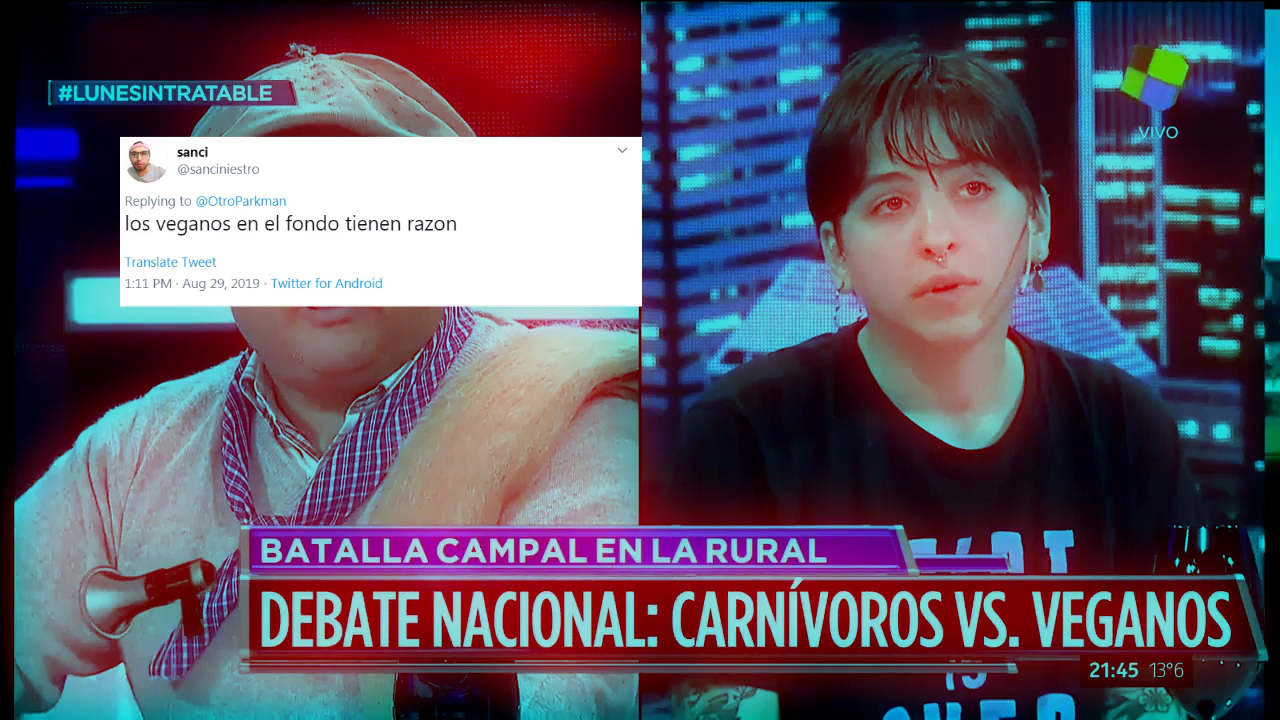 #LUNESINTRATABLE
VIVO
sanci
@sanciniestro
Replying to @OtroParkman
los veganos en el fondo tienen razon
Translate Tweet
1:11 PM · Aug 29, 2019 · Twitter for Android
BATALLA CAMPAL EN LA RURAL
DEBATE NACIONAL: CARNÍVOROS VS. VEGANOS
21:45 13°6